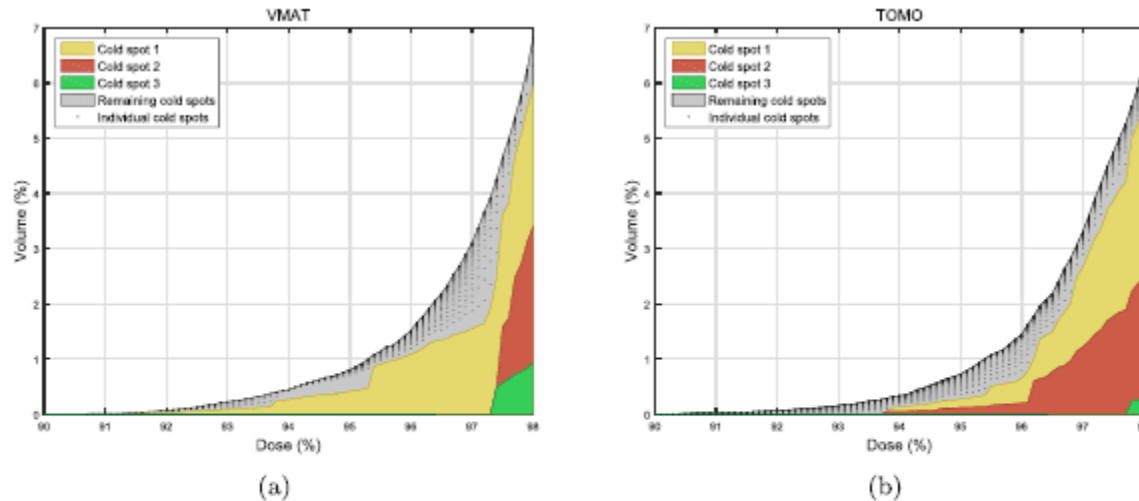 VMAT
7
6
5
4
3
2
1
0
Volume (%)
Cold spot 1
Cold spot 2
Cold spot 3
Remaining cold spots
Individual cold spots
90 91 92 93 94 95 96 97 98
Dose (%)
(a)
TOMO
7
6
5
4
3
2
1
0
Volume (%)
Cold spot 1
Cold spot 2
Cold spot 3
Remaining cold spots
Individual cold spots
90 91 92 93 94 95 96 97
Dose (%)
(b)